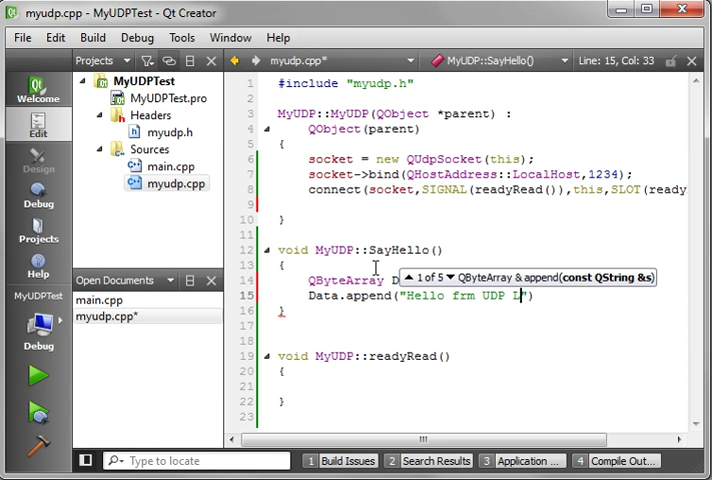 myudp.cpp - MyUDPTest - Qt Creator
File Edit Build Debug Tools Window Help
Projects myudp.cpp* MyUDP::SayHello() Line: 15, Col: 33
Qt
Welcome
Edit
Design
Debug
Projects
Help
MyUDPTest
Debug
MyUDPTest
MyUDPTest.pro
Headers
myudp.h
Sources
main.cpp
myudp.cpp
Open Documents
main.cpp
myudp.cpp*
1 #include "myudp.h"
2
3 MyUDP::MyUDP(QObject *parent) :
4 QObject(parent)
5 {
6 socket = new QUdpSocket(this);
7 socket->bind(QHostAddress::LocalHost,1234);
8 connect(socket,SIGNAL(readyRead()),this,SLOT(ready
9
10 }
11
12 void MyUDP::SayHello()
13 {
14 QByteArray D
1 of 5 QByteArray & append(const QString &s)
15 Data.append("Hello frm UDP L")
16 }
17
18
19 void MyUDP::readyRead()
20 {
21
22 }
23
Type to locate 1 Build Issues 2 Search Results 3 Application ... 4 Compile Out...